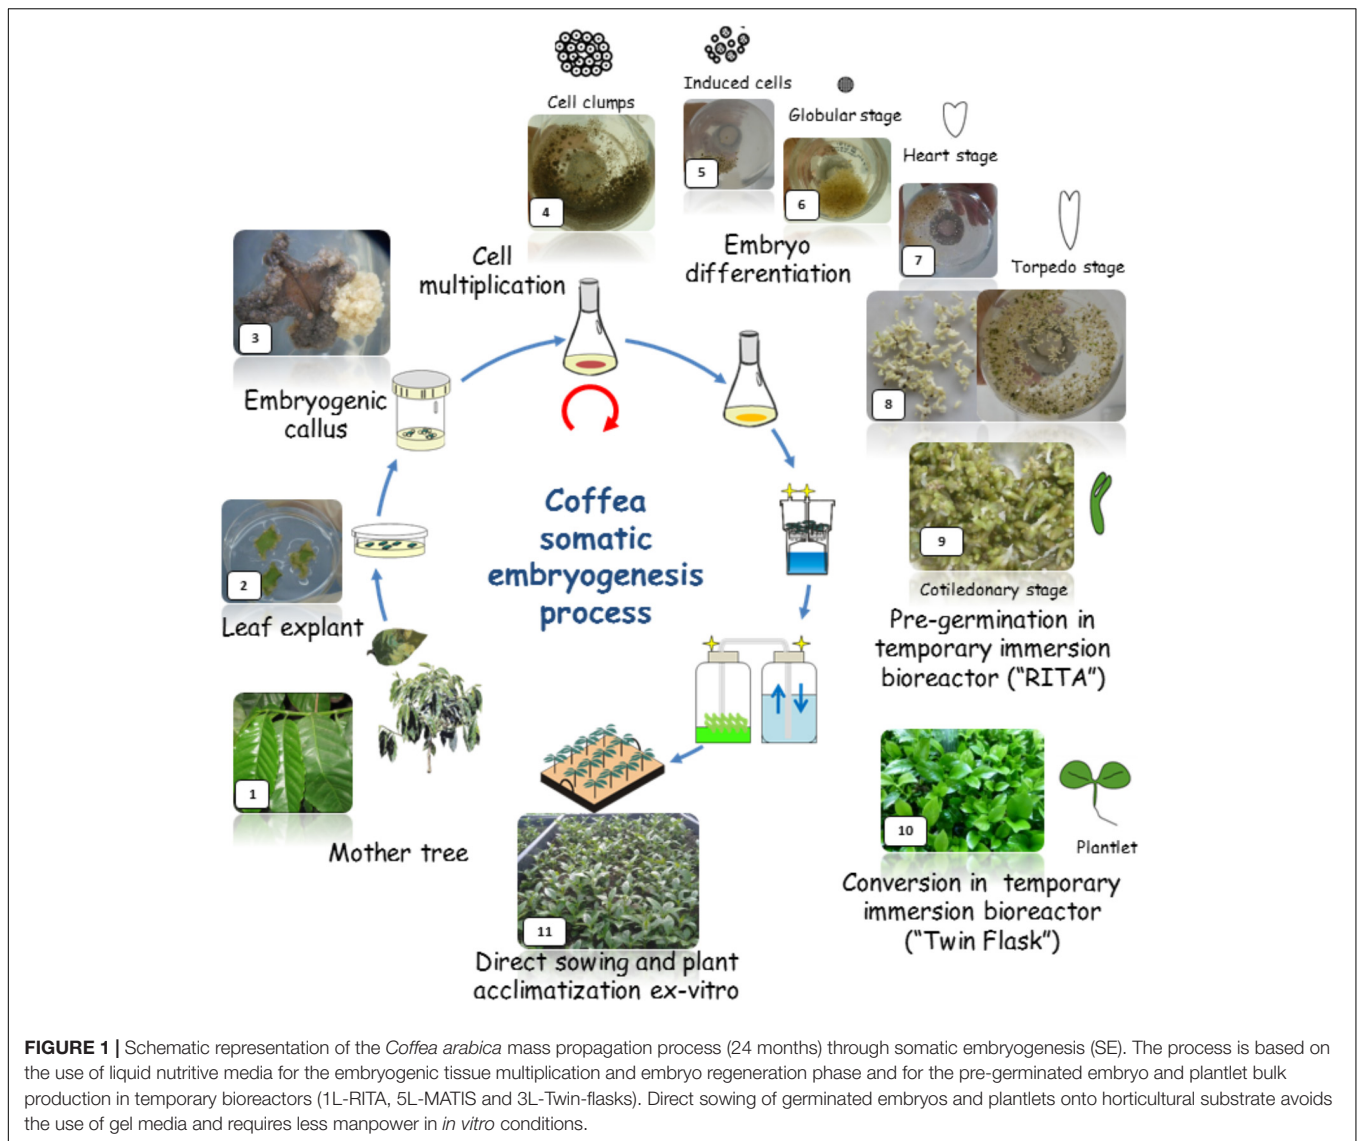 Cell clumps
4
Induced cells
5
Globular stage
6
Heart stage
7
Torpedo stage
8
Cell
multiplication
Embryo
differentiation
3
Embryogenic
callus
2
Leaf explant
1
Mother tree
Coffea
somatic
embryogenesis
process
9
Cotiledonary stage
Pre-germination in
temporary immersion
bioreactor (“RITA”)
10
Plantlet
Conversion in temporary
immersion bioreactor
(“Twin Flask”)
11
Direct sowing and plant
acclimatization ex-vitro
FIGURE 1 | Schematic representation of the Coffea arabica mass propagation process (24 months) through somatic embryogenesis (SE). The process is based on
the use of liquid nutritive media for the embryogenic tissue multiplication and embryo regeneration phase and for the pre-germinated embryo and plantlet bulk
production in temporary bioreactors (1L-RITA, 5L-MATIS and 3L-Twin-flasks). Direct sowing of germinated embryos and plantlets onto horticultural substrate avoids
the use of gel media and requires less manpower in in vitro conditions.